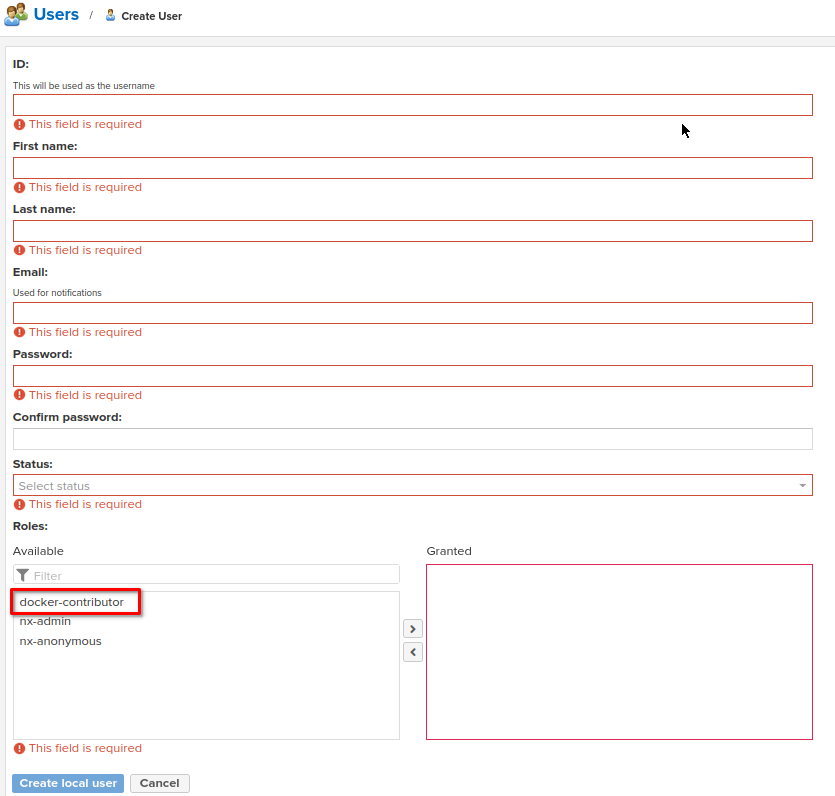 Users / Create User
ID:
This will be used as the username
This field is required
First name:
This field is required
Last name:
This field is required
Email:
Used for notifications
This field is required
Password:
This field is required
Confirm password:
Status:
Select status
This field is required
Roles:
Available Granted
Filter
docker-contributor
nx-admin
nx-anonymous
This field is required
Create local user Cancel